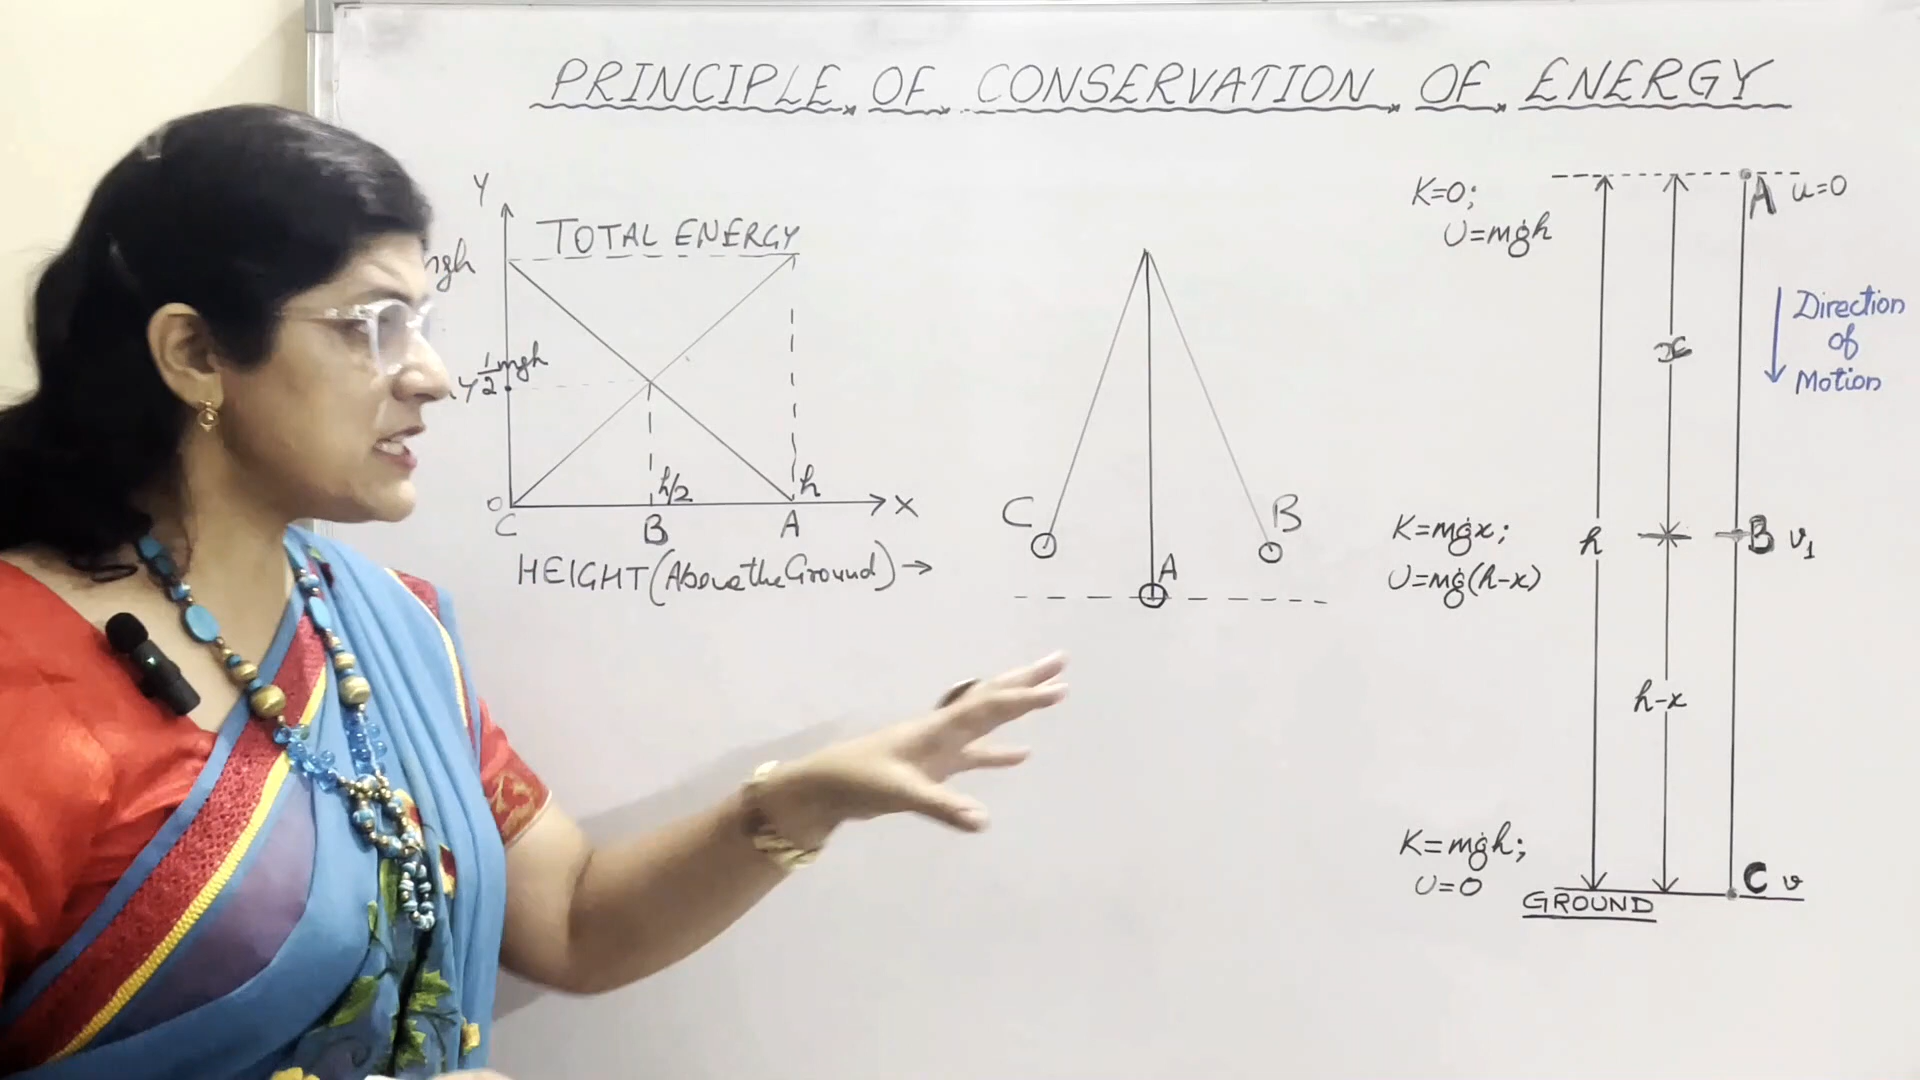 PRINCIPLE OF CONSERVATION OF ENERGY
Y
TOTAL ENERGY
mgh
1/2 mgh
h/2
h
O
X
C
B
A
HEIGHT (Above the Ground) →
C
B
A
K=0;
U=mgh
A u=0
Direction
of
Motion
x
K=mgx;
U=mg(h-x)
h
B v₁
h-x
K=mgh;
U=0
C v
GROUND